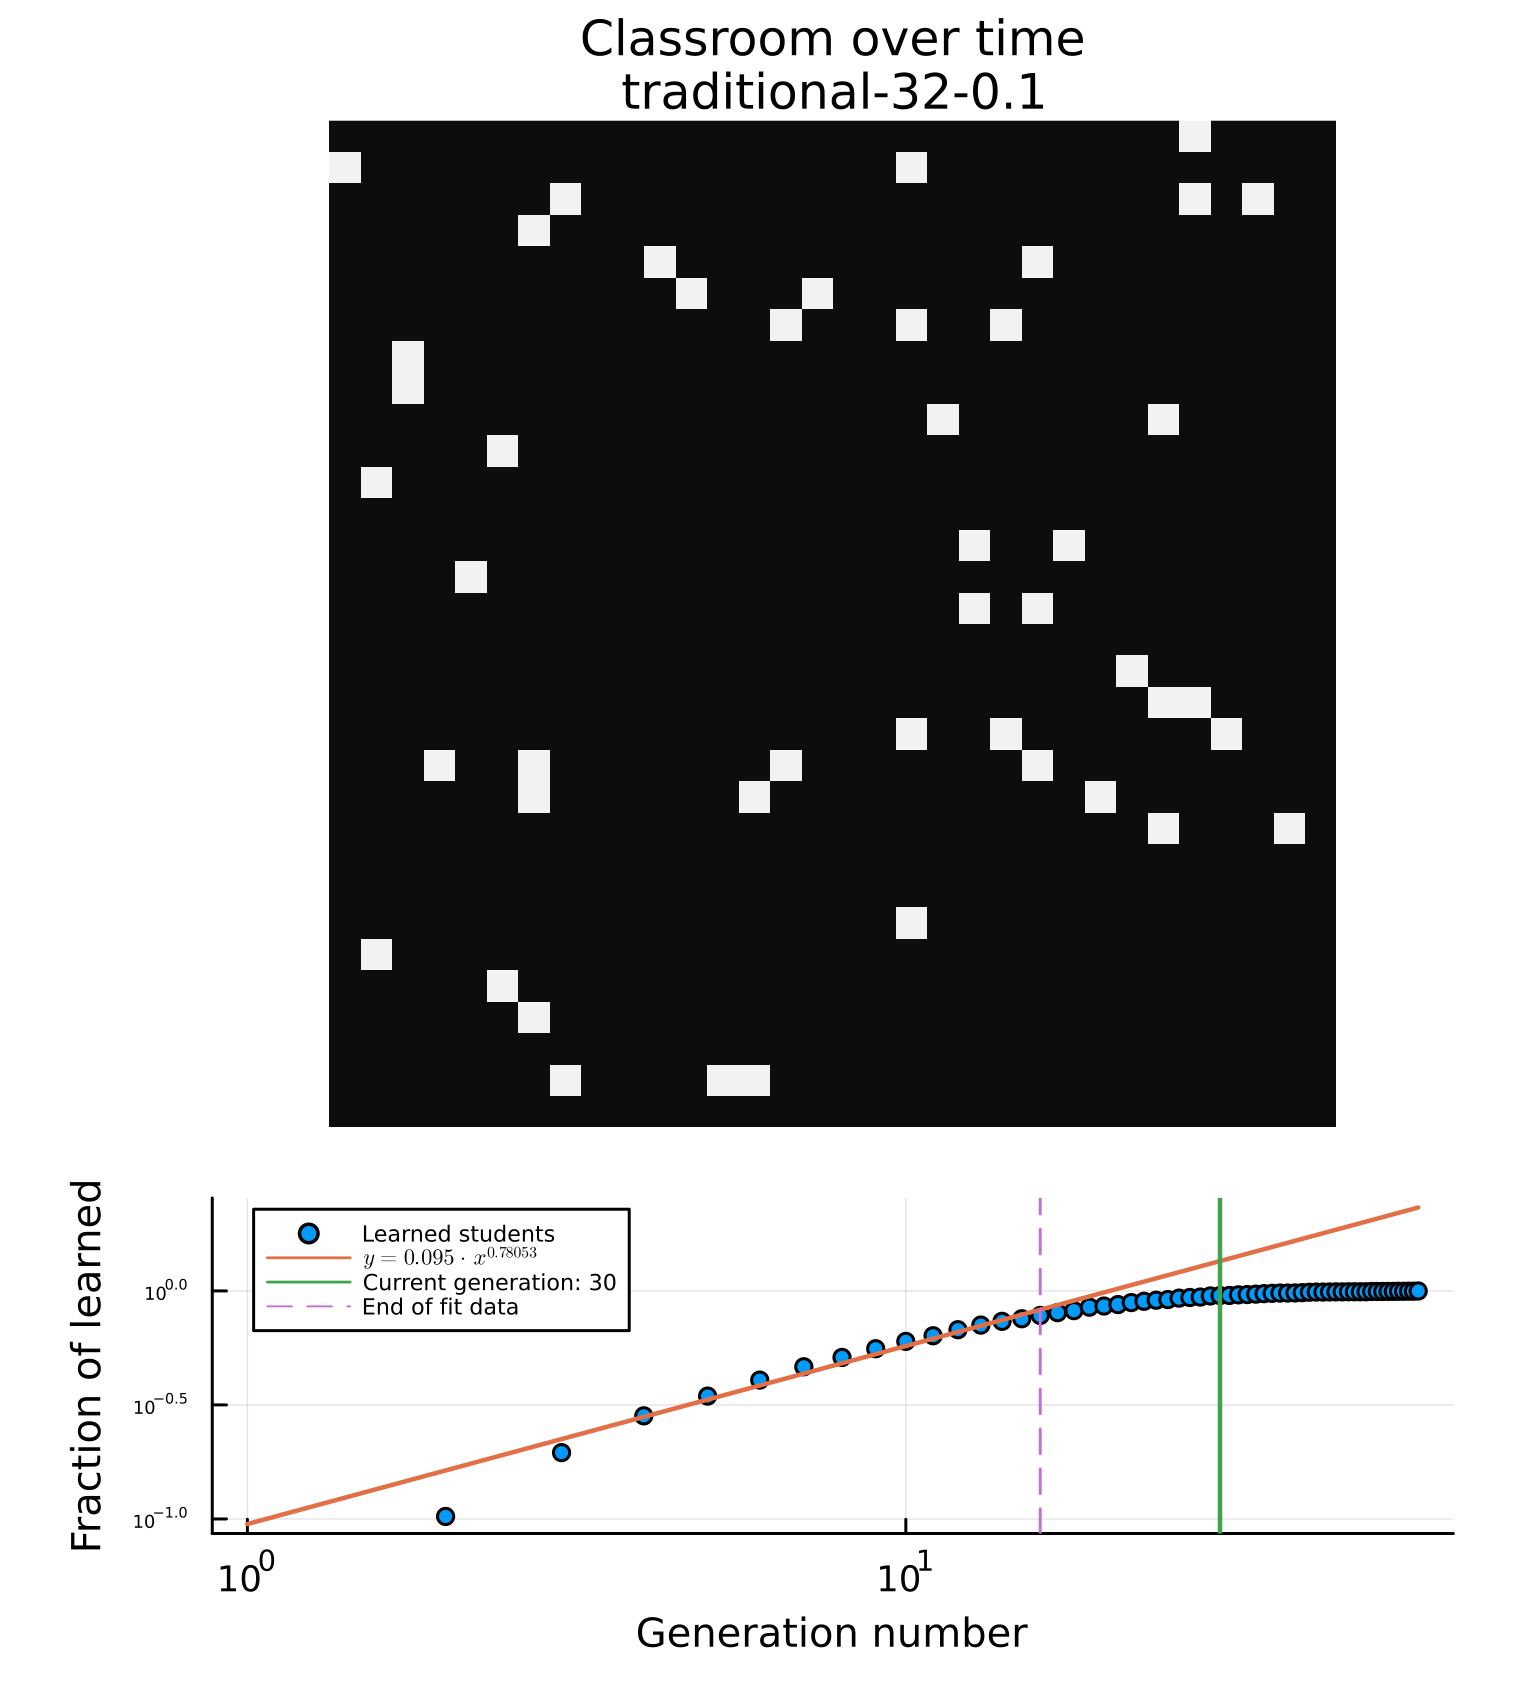 Classroom over time
traditional-32-0.1
Fraction of learned
Learned students
y = 0.095 · x^0.78053
Current generation: 30
End of fit data
10^0.0
10^−0.5
10^−1.0
10^0
10^1
Generation number